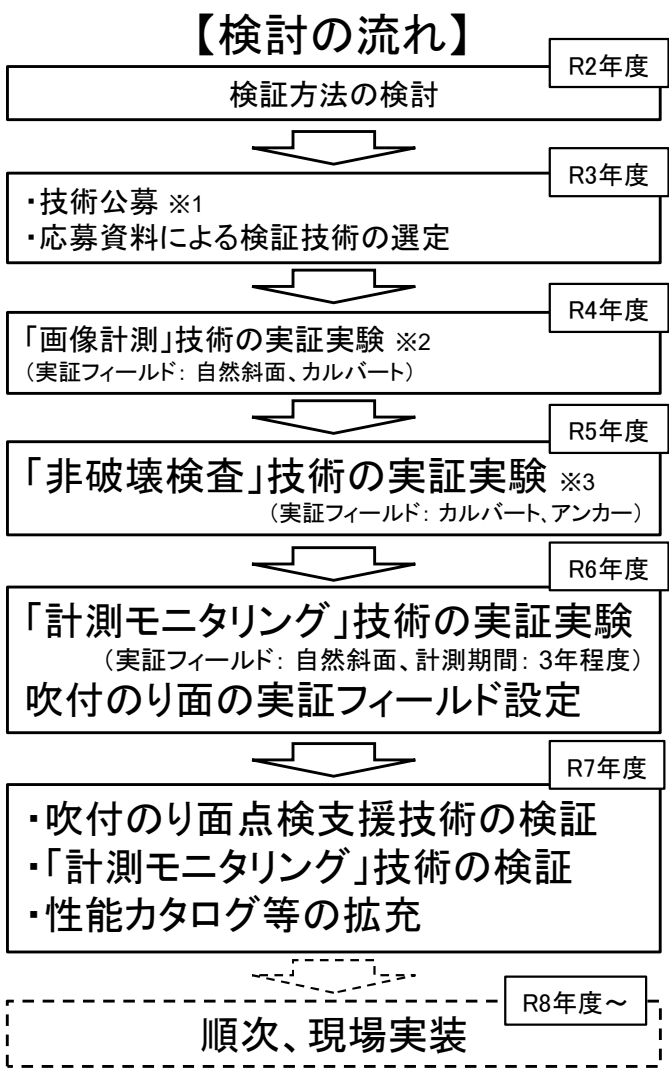 【検討の流れ】
R2年度
検証方法の検討
R3年度
・技術公募 ※1
・応募資料による検証技術の選定
R4年度
「画像計測」技術の実証実験 ※2
（実証フィールド： 自然斜面、カルバート）
R5年度
「非破壊検査」技術の実証実験 ※3
（実証フィールド： カルバート、アンカー）
R6年度
「計測モニタリング」技術の実証実験
（実証フィールド： 自然斜面、計測期間： 3年程度）
吹付のり面の実証フィールド設定
R7年度
・吹付のり面点検支援技術の検証
・「計測モニタリング」技術の検証
・性能カタログ等の拡充
R8年度～
順次、現場実装